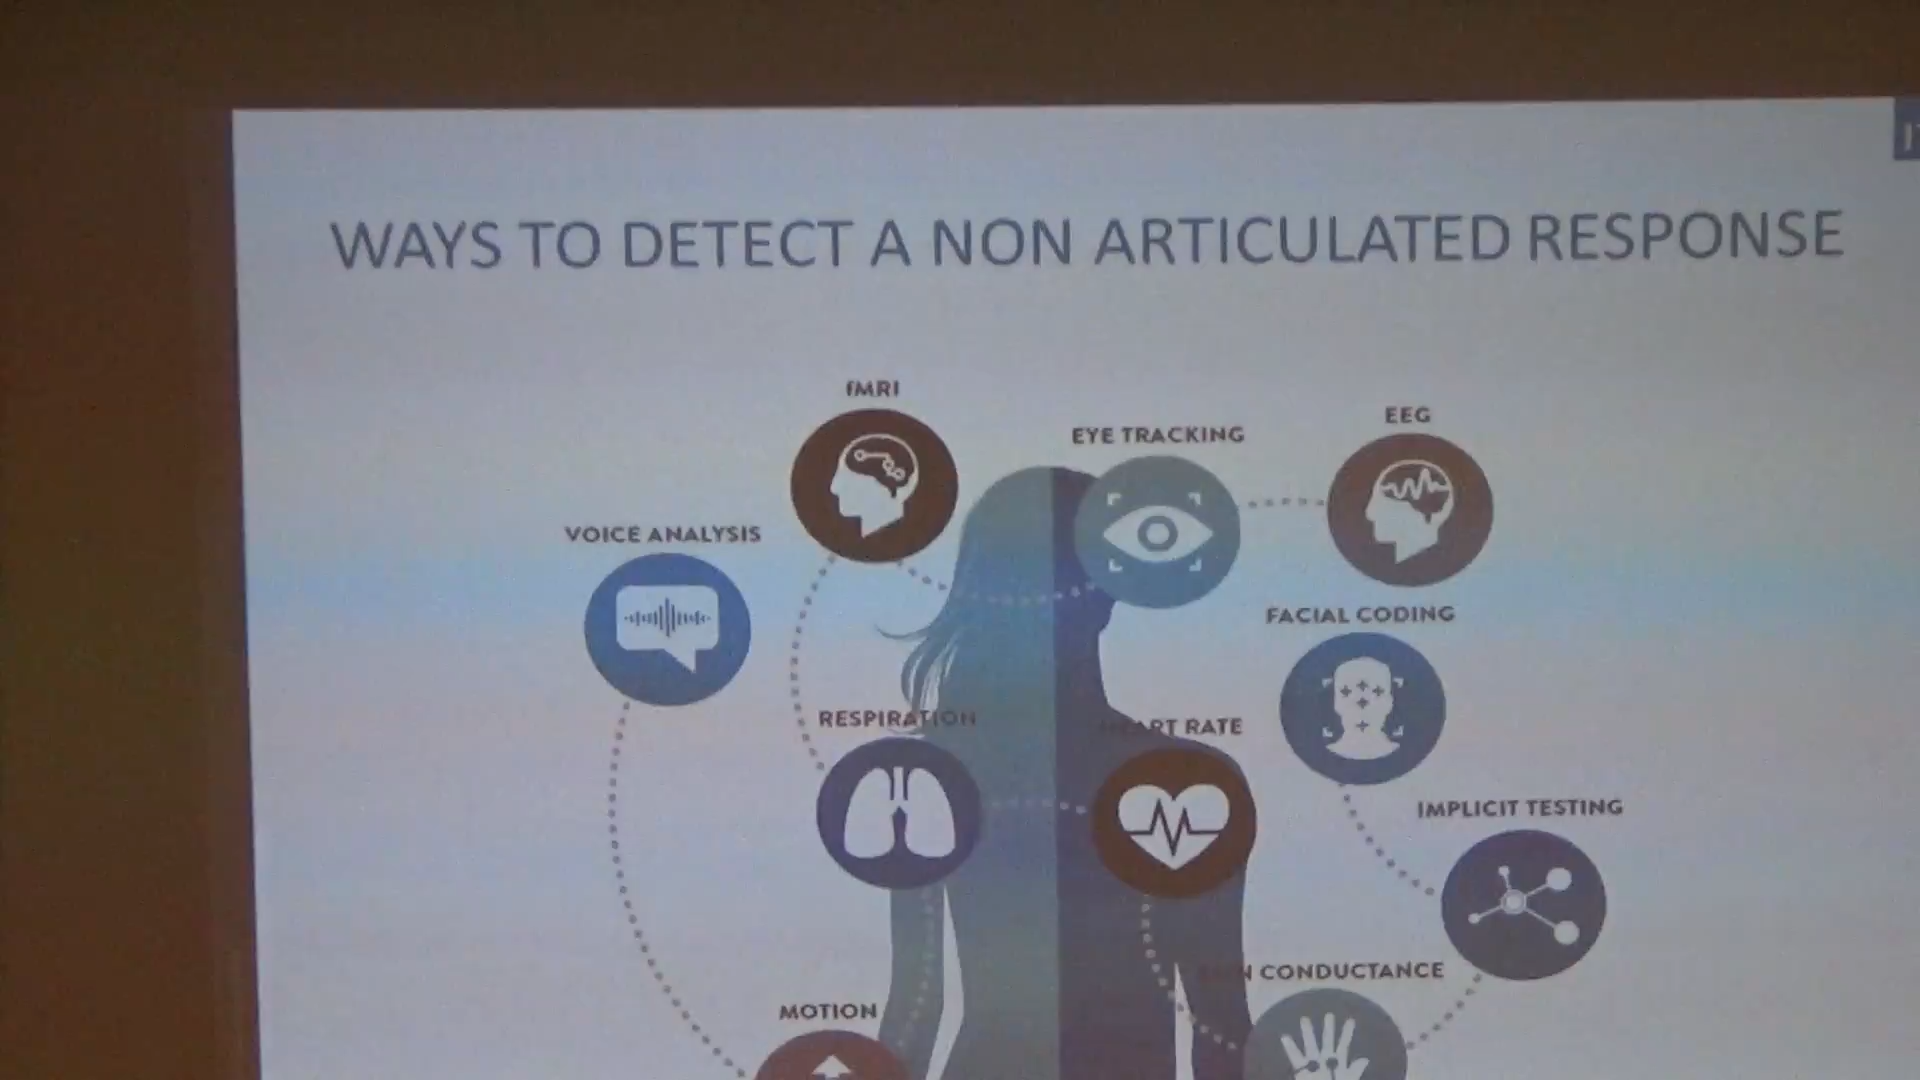 WAYS TO DETECT A NON ARTICULATED RESPONSE
fMRI
EYE TRACKING
EEG
VOICE ANALYSIS
FACIAL CODING
RESPIRATION
HEART RATE
IMPLICIT TESTING
CONDUCTANCE
MOTION